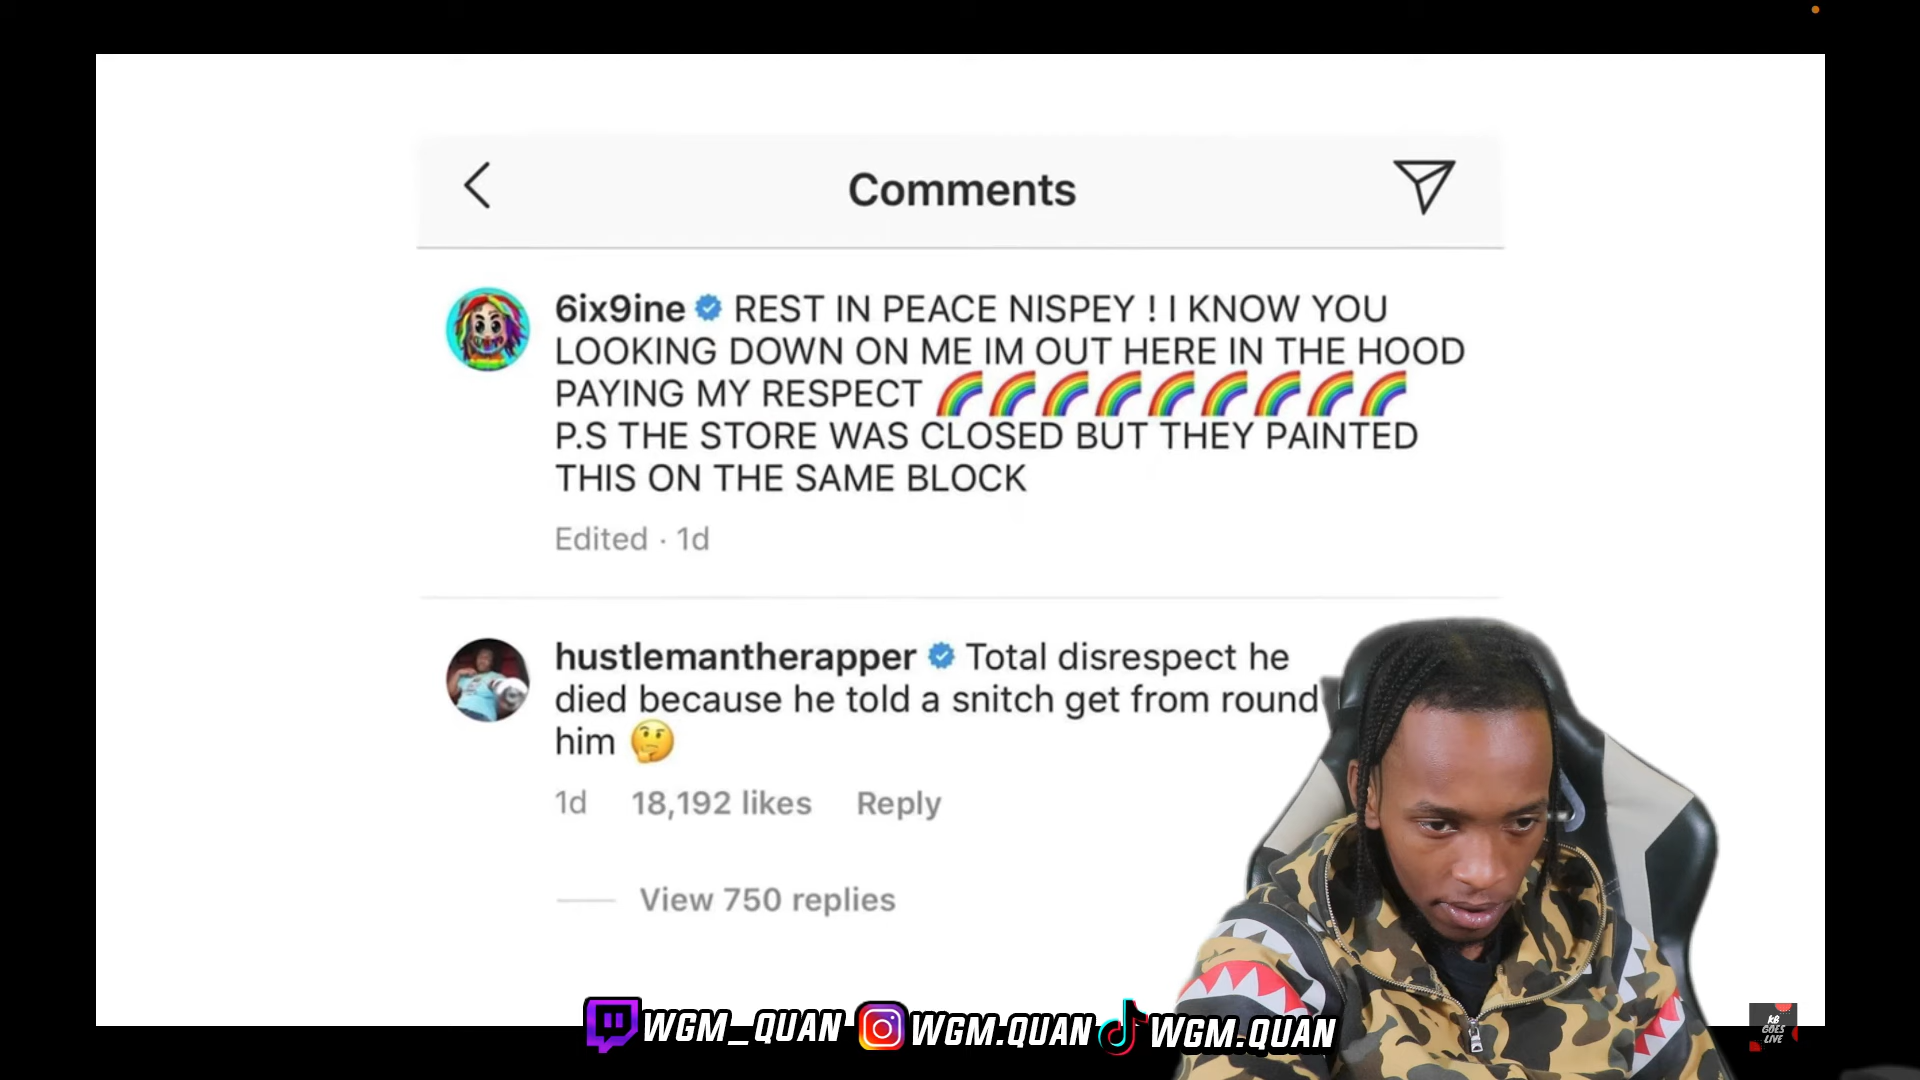 Comments
6ix9ine REST IN PEACE NISPEY ! I KNOW YOU
LOOKING DOWN ON ME IM OUT HERE IN THE HOOD
PAYING MY RESPECT 🌈🌈🌈🌈🌈🌈🌈🌈🌈
P.S THE STORE WAS CLOSED BUT THEY PAINTED
THIS ON THE SAME BLOCK
Edited · 1d
hustlemantherapper Total disrespect he
died because he told a snitch get from round
him 🤔
1d 18,192 likes Reply
View 750 replies
WGM_QUAN WGM.QUAN WGM.QUAN
KB
GOES
LIVE